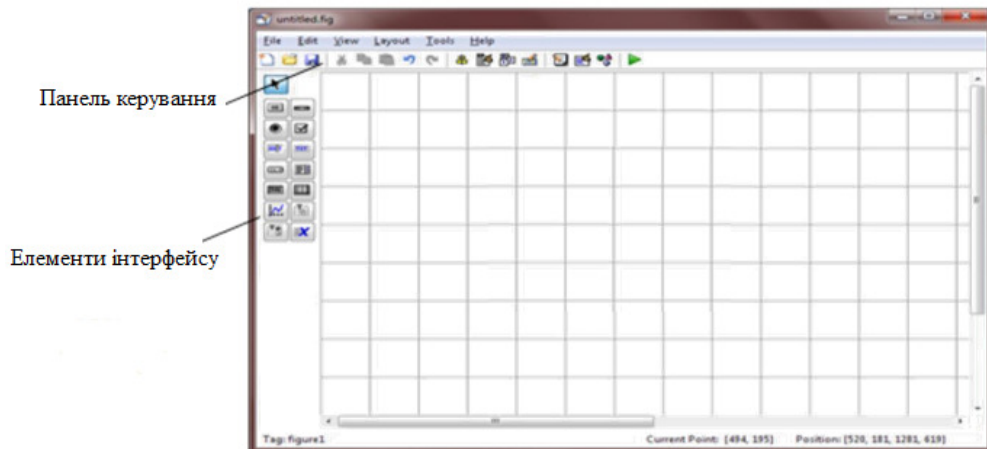 untitled.fig
File Edit View Layout Tools Help
Панель керування
Елементи інтерфейсу
Tag: figure1
Current Point: [494, 195] Position: [520, 181, 1281, 619]